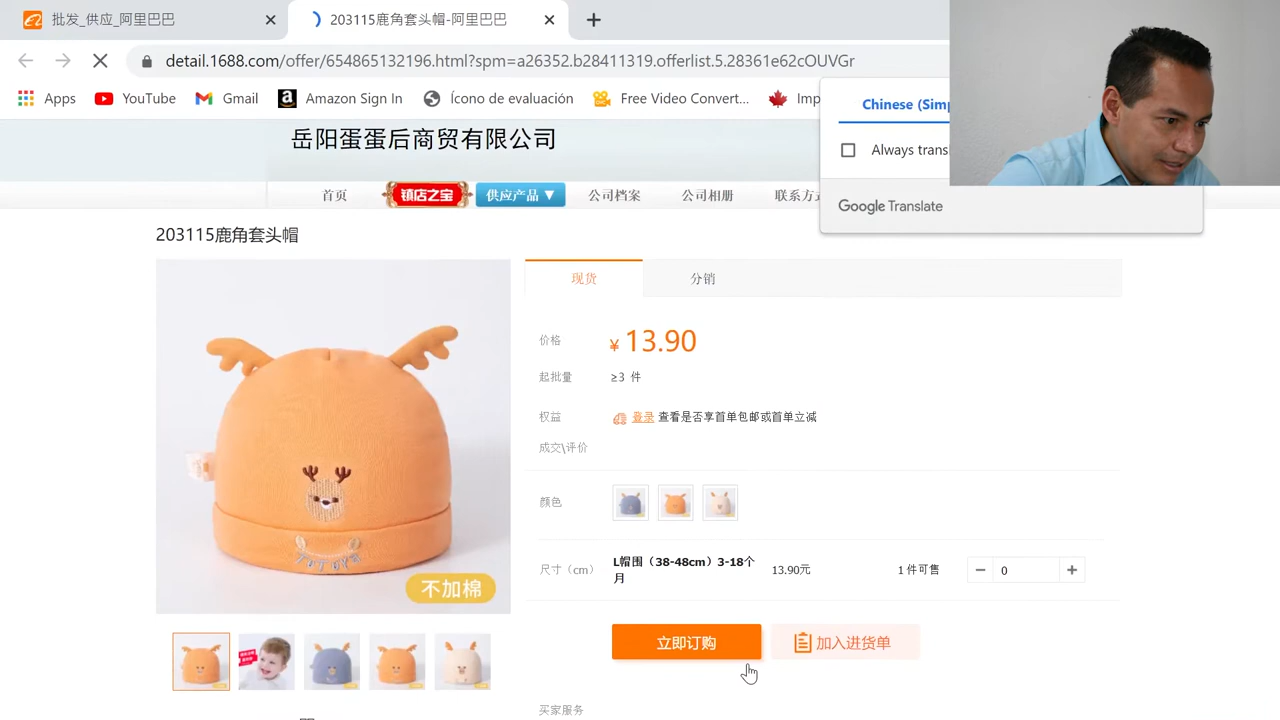 批发_供应_阿里巴巴
203115鹿角套头帽-阿里巴巴
detail.1688.com/offer/654865132196.html?spm=a26352.b28411319.offerlist.5.28361e62cOUVGr
Apps YouTube Gmail Amazon Sign In Ícono de evaluación Free Video Convert... Imp
Chinese (Simp
Always trans
Google Translate
岳阳蛋蛋后商贸有限公司
首页 镇店之宝 供应产品 ▼ 公司档案 公司相册 联系方式
203115鹿角套头帽
现货 分销
价格 ¥ 13.90
起批量 ≥3 件
权益 登录 查看是否享首单包邮或首单立减
成交\评价
颜色
尺寸（cm） L帽围（38-48cm）3-18个月 13.90元 1件可售 0
不加棉
立即订购 加入进货单
买家服务